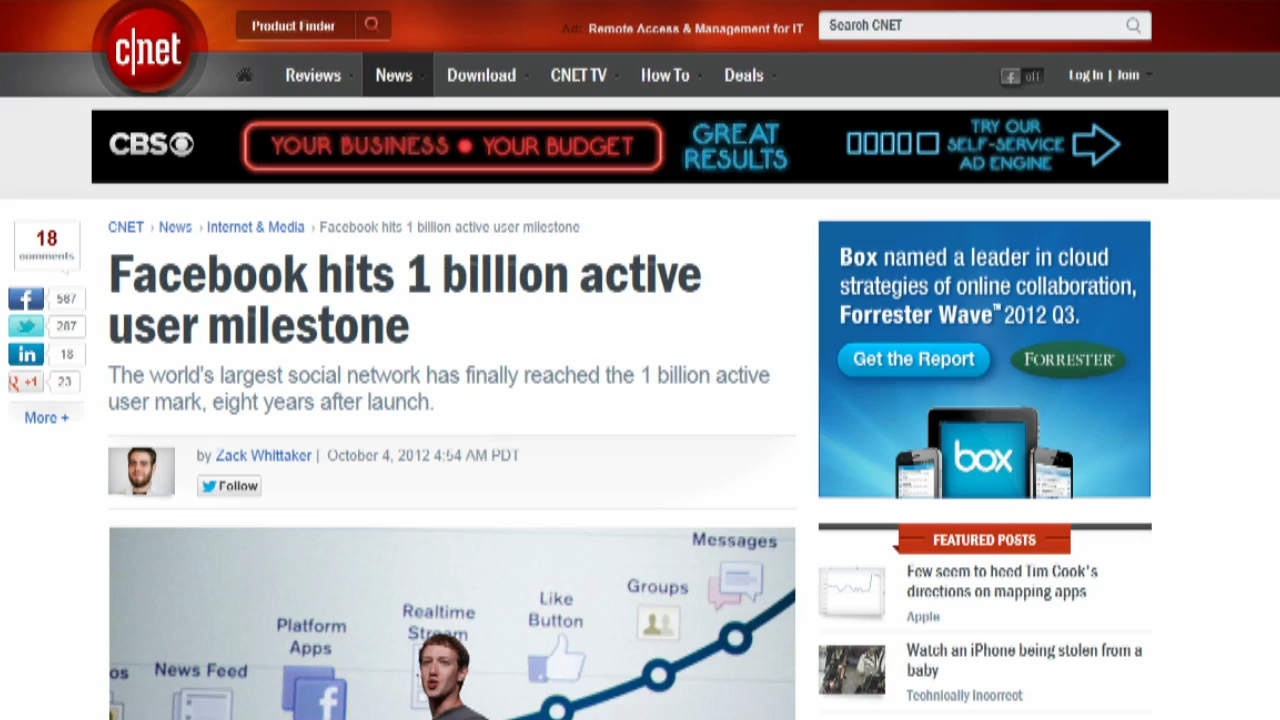 c|net
Product Finder
Ad: Remote Access & Management for IT
Search CNET
Reviews
News
Download
CNET TV
How To
Deals
off
Log In | Join
CBS
YOUR BUSINESS • YOUR BUDGET
GREAT
RESULTS
TRY OUR
SELF-SERVICE
AD ENGINE
18
comments
567
287
in
18
+1
23
More +
CNET › News › Internet & Media › Facebook hits 1 billion active user milestone
Facebook hits 1 billion active
user milestone
The world's largest social network has finally reached the 1 billion active
user mark, eight years after launch.
by Zack Whittaker | October 4, 2012 4:54 AM PDT
Follow
Messages
Groups
Like
Button
Realtime
Stream
Platform
Apps
News Feed
os
Box named a leader in cloud
strategies of online collaboration,
Forrester Wave™ 2012 Q3.
Get the Report
FORRESTER
box
FEATURED POSTS
Few seem to heed Tim Cook's
directions on mapping apps
Apple
Watch an iPhone being stolen from a
baby
Technically Incorrect